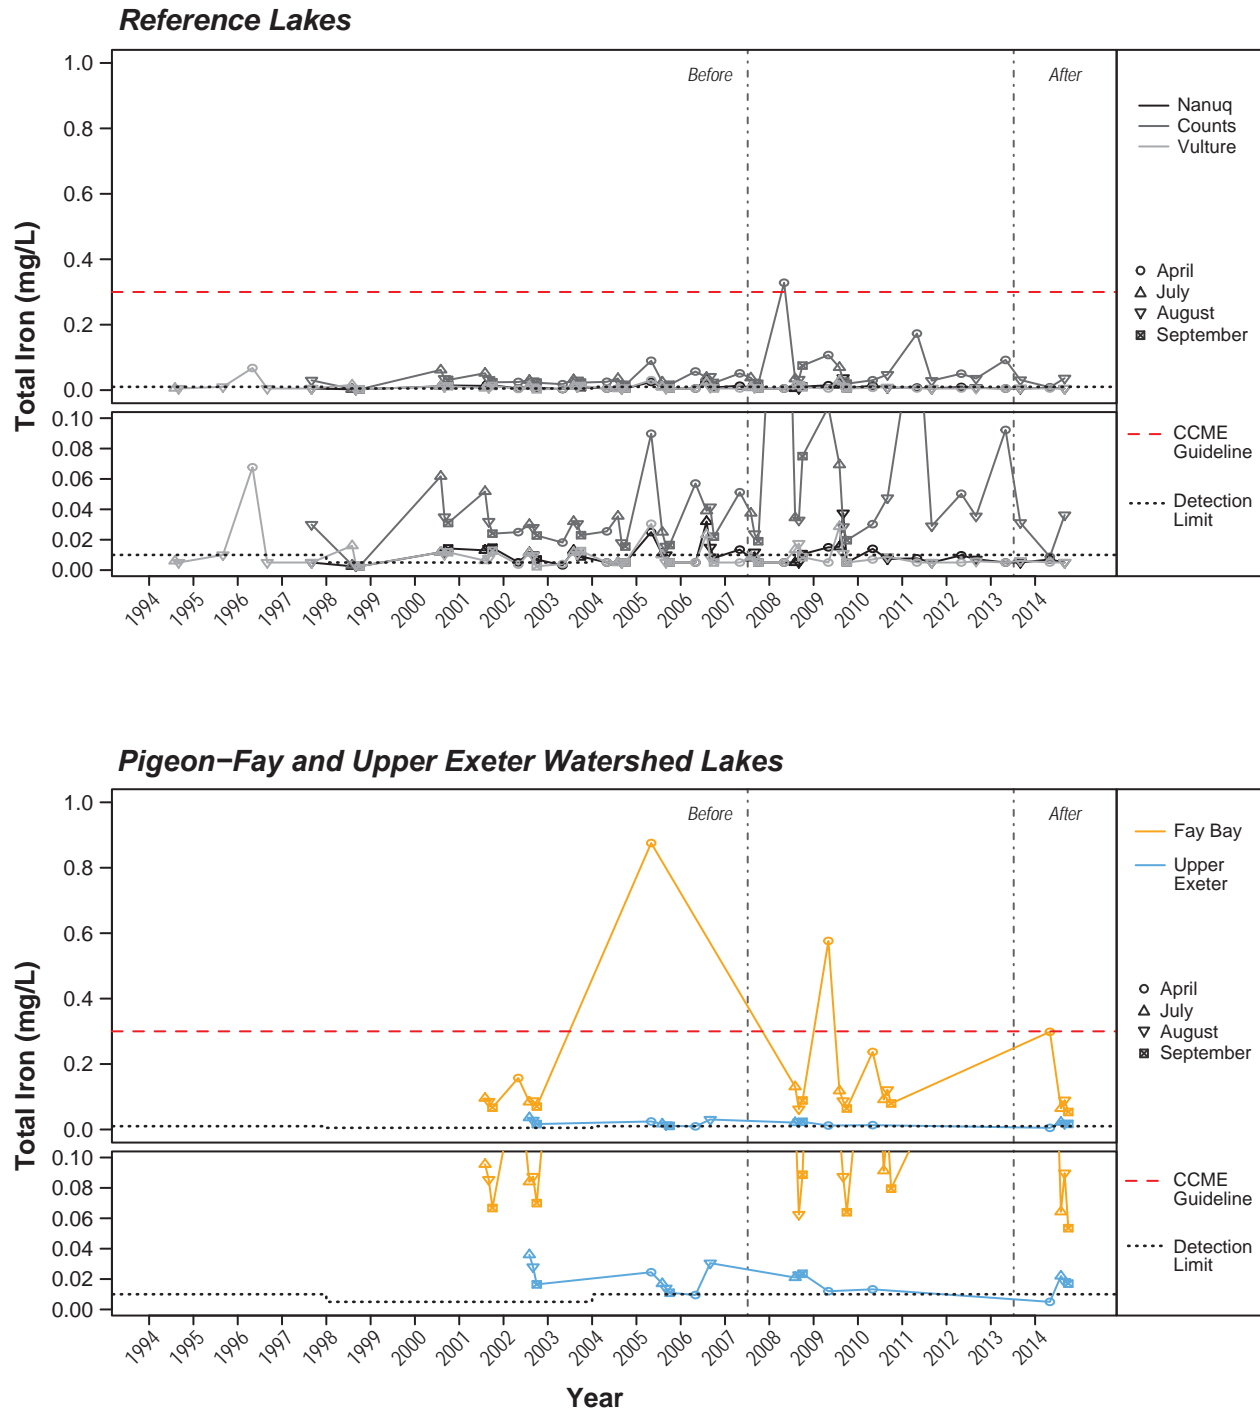 Reference Lakes
Total Iron (mg/L)
1.0
0.8
0.6
0.4
0.2
0.0
Before
After
Nanuq
Counts
Vulture
April
July
August
September
0.10
0.08
0.06
0.04
0.02
0.00
CCME
Guideline
Detection
Limit
1994
1995
1996
1997
1998
1999
2000
2001
2002
2003
2004
2005
2006
2007
2008
2009
2010
2011
2012
2013
2014
Pigeon−Fay and Upper Exeter Watershed Lakes
Total Iron (mg/L)
1.0
0.8
0.6
0.4
0.2
0.0
Before
After
Fay Bay
Upper
Exeter
April
July
August
September
0.10
0.08
0.06
0.04
0.02
0.00
CCME
Guideline
Detection
Limit
1994
1995
1996
1997
1998
1999
2000
2001
2002
2003
2004
2005
2006
2007
2008
2009
2010
2011
2012
2013
2014
Year